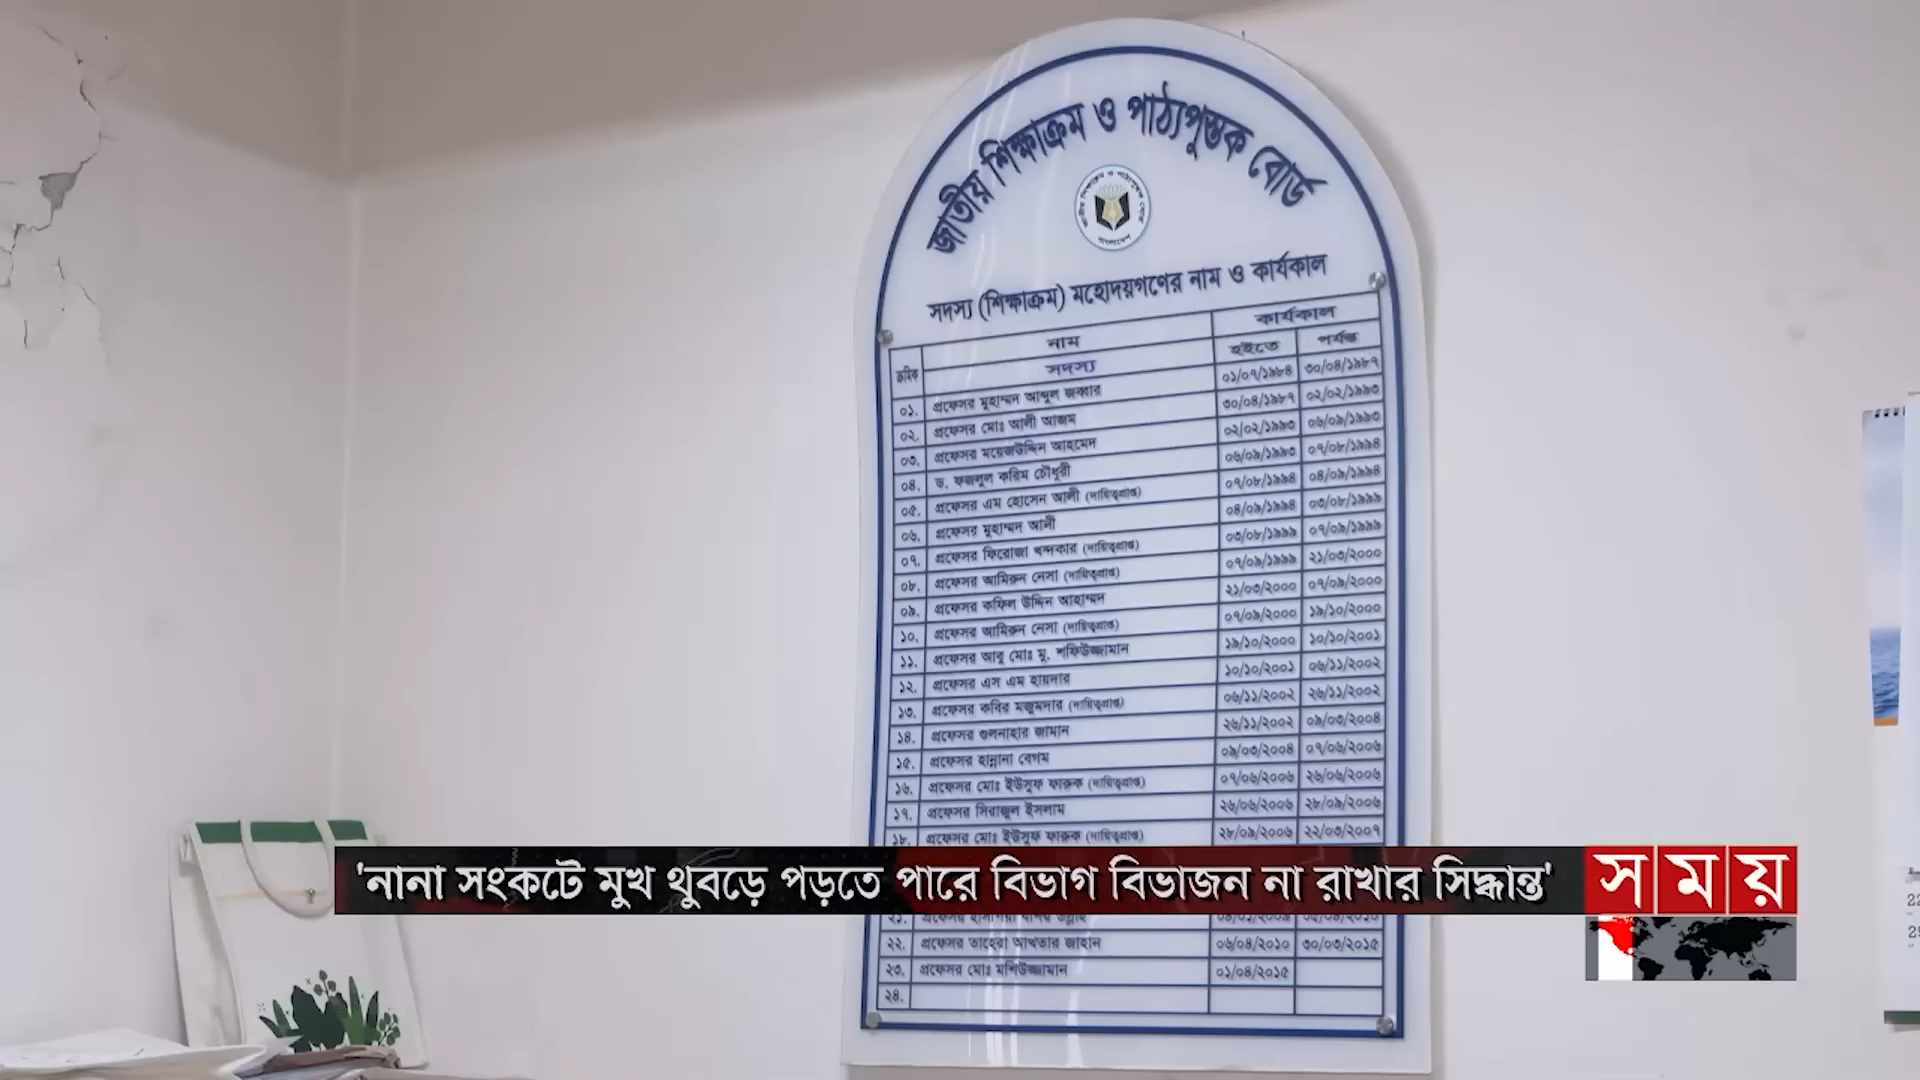 জাতীয় শিক্ষাক্রম ও পাঠ্যপুস্তক বোর্ড
সদস্য (শিক্ষাক্রম) মহোদয়গণের নাম ও কার্যকাল
ক্রমিক নাম কার্যকাল
সদস্য হইতে পর্যন্ত
০১. প্রফেসর মুহাম্মদ আব্দুল জব্বার ০১/০৭/১৯৮৪ ৩০/০৪/১৯৮৭
০২. প্রফেসর মোঃ আলী আজম ৩০/০৪/১৯৮৭ ০২/০২/১৯৯৩
০৩. প্রফেসর ময়েজউদ্দিন আহমেদ ০২/০২/১৯৯৩ ০৬/০৯/১৯৯৩
০৪. ড. ফজলুল করিম চৌধুরী ০৬/০৯/১৯৯৩ ০৭/০৮/১৯৯৪
০৫. প্রফেসর এম হোসেন আলী (দায়িত্বপ্রাপ্ত) ০৭/০৮/১৯৯৪ ০৪/০৯/১৯৯৪
০৬. প্রফেসর মুহাম্মদ আলী ০৪/০৯/১৯৯৪ ০৩/০৮/১৯৯৯
০৭. প্রফেসর ফিরোজা খন্দকার (দায়িত্বপ্রাপ্ত) ০৩/০৮/১৯৯৯ ০৭/০৯/১৯৯৯
০৮. প্রফেসর আমিরুন নেসা (দায়িত্বপ্রাপ্ত) ০৭/০৯/১৯৯৯ ২১/০৩/২০০০
০৯. প্রফেসর কফিল উদ্দিন আহাম্মদ ২১/০৩/২০০০ ০৭/০৯/২০০০
১০. প্রফেসর আমিরুন নেসা (দায়িত্বপ্রাপ্ত) ০৭/০৯/২০০০ ১৯/১০/২০০০
১১. প্রফেসর আবু মোঃ মু. শফিউজ্জামান ১৯/১০/২০০০ ১০/১০/২০০১
১২. প্রফেসর এস এম হায়দার ১০/১০/২০০১ ০৬/১১/২০০২
১৩. প্রফেসর কবির মজুমদার (দায়িত্বপ্রাপ্ত) ০৬/১১/২০০২ ২৬/১১/২০০২
১৪. প্রফেসর গুলনাহার জামান ২৬/১১/২০০২ ০৯/০৩/২০০৪
১৫. প্রফেসর হান্নানা বেগম ০৯/০৩/২০০৪ ০৭/০৬/২০০৬
১৬. প্রফেসর মোঃ ইউসুফ ফারুক (দায়িত্বপ্রাপ্ত) ০৭/০৬/২০০৬ ২৬/০৬/২০০৬
১৭. প্রফেসর সিরাজুল ইসলাম ২৬/০৬/২০০৬ ২৮/০৯/২০০৬
১৮. প্রফেসর মোঃ ইউসুফ ফারুক (দায়িত্বপ্রাপ্ত) ২৮/০৯/২০০৬ ২২/০৩/২০০৭
'নানা সংকটে মুখ থুবড়ে পড়তে পারে বিভাগ বিভাজন না রাখার সিদ্ধান্ত' সময়
২১. প্রফেসর
২২. প্রফেসর তাহেরা আখতার জাহান ০৬/০৪/২০১০ ৩০/০৩/২০১৫
২৩. প্রফেসর মোঃ মশিউজ্জামান ০১/০৪/২০১৫
২৪.